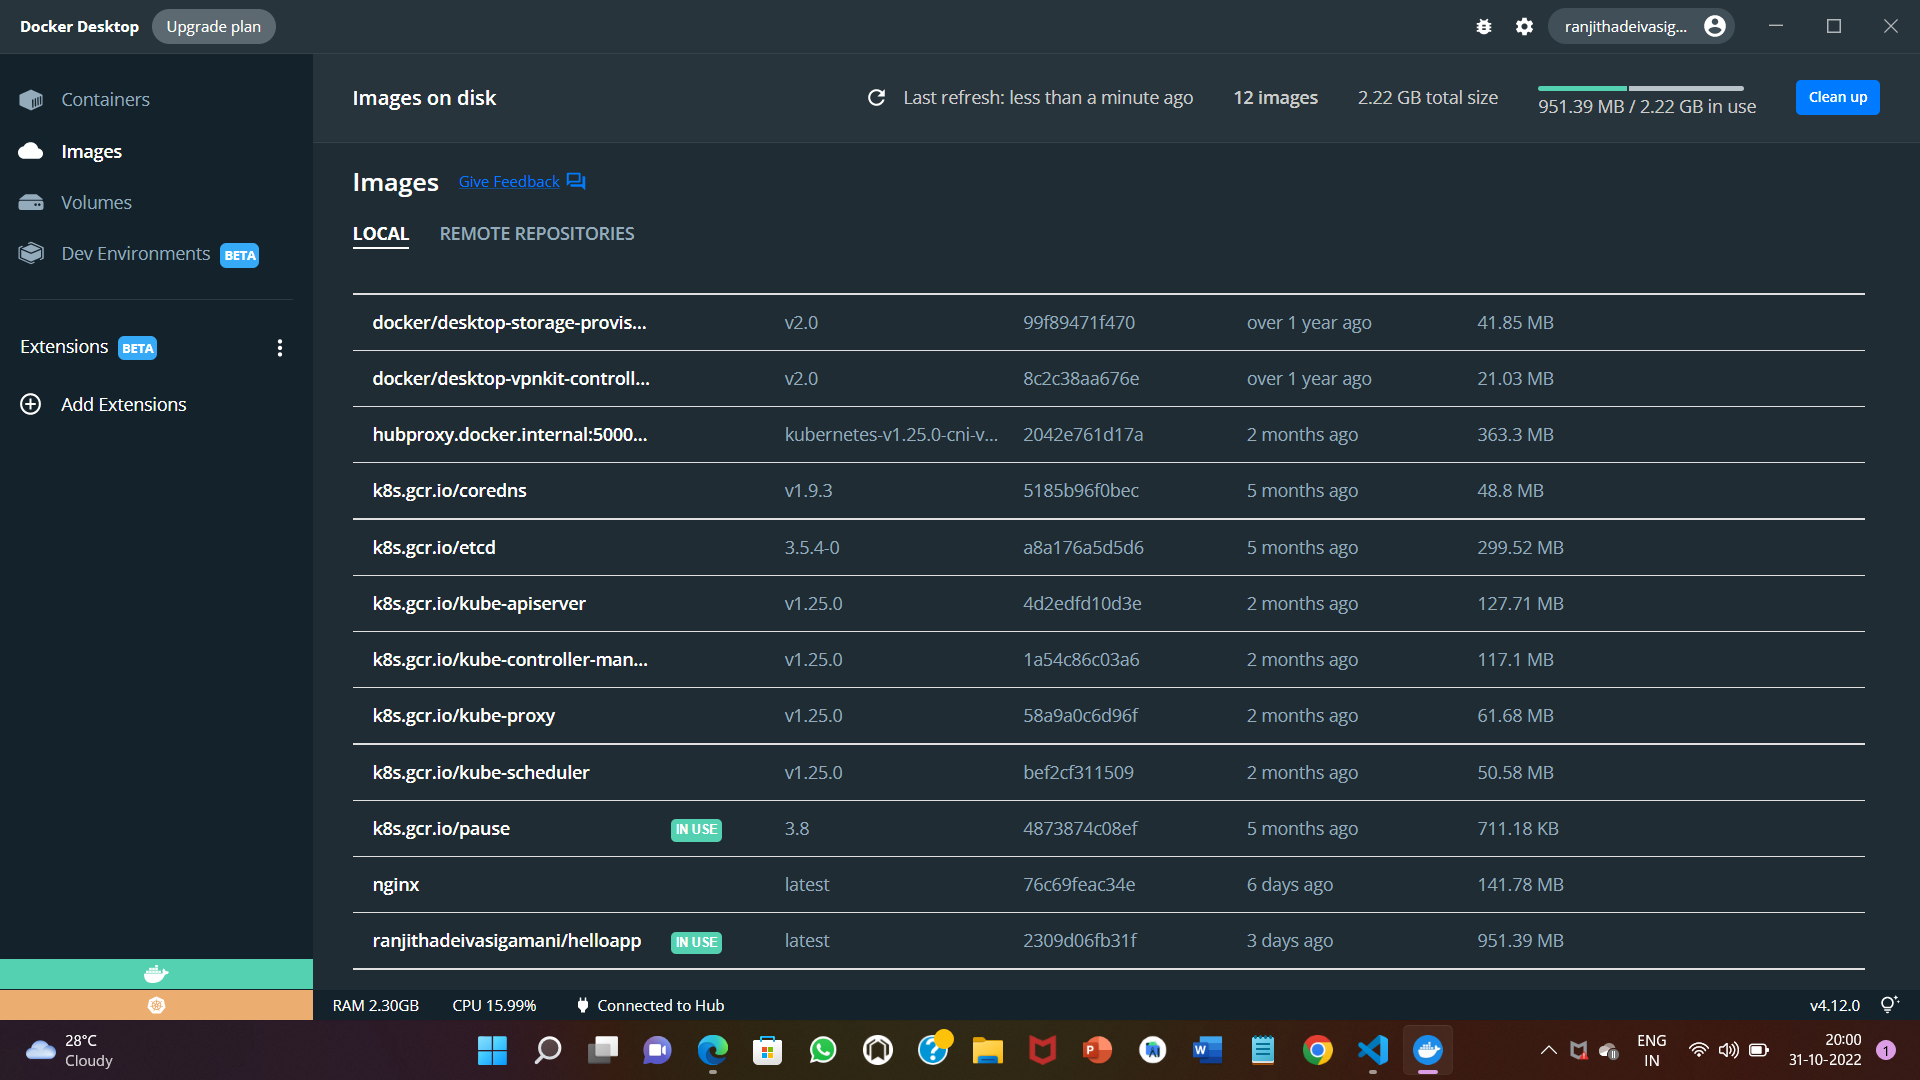 Docker Desktop Upgrade plan ranjithadeivasig...
Containers
Images
Volumes
Dev Environments BETA
Extensions BETA
Add Extensions
Images on disk Last refresh: less than a minute ago 12 images 2.22 GB total size 951.39 MB / 2.22 GB in use Clean up
Images Give Feedback
LOCAL REMOTE REPOSITORIES
docker/desktop-storage-provis... v2.0 99f89471f470 over 1 year ago 41.85 MB
docker/desktop-vpnkit-controll... v2.0 8c2c38aa676e over 1 year ago 21.03 MB
hubproxy.docker.internal:5000... kubernetes-v1.25.0-cni-v... 2042e761d17a 2 months ago 363.3 MB
k8s.gcr.io/coredns v1.9.3 5185b96f0bec 5 months ago 48.8 MB
k8s.gcr.io/etcd 3.5.4-0 a8a176a5d5d6 5 months ago 299.52 MB
k8s.gcr.io/kube-apiserver v1.25.0 4d2edfd10d3e 2 months ago 127.71 MB
k8s.gcr.io/kube-controller-man... v1.25.0 1a54c86c03a6 2 months ago 117.1 MB
k8s.gcr.io/kube-proxy v1.25.0 58a9a0c6d96f 2 months ago 61.68 MB
k8s.gcr.io/kube-scheduler v1.25.0 bef2cf311509 2 months ago 50.58 MB
k8s.gcr.io/pause IN USE 3.8 4873874c08ef 5 months ago 711.18 KB
nginx latest 76c69feac34e 6 days ago 141.78 MB
ranjithadeivasigamani/helloapp IN USE latest 2309d06fb31f 3 days ago 951.39 MB
RAM 2.30GB CPU 15.99% Connected to Hub v4.12.0
28°C
Cloudy
ENG
IN
20:00
31-10-2022
1